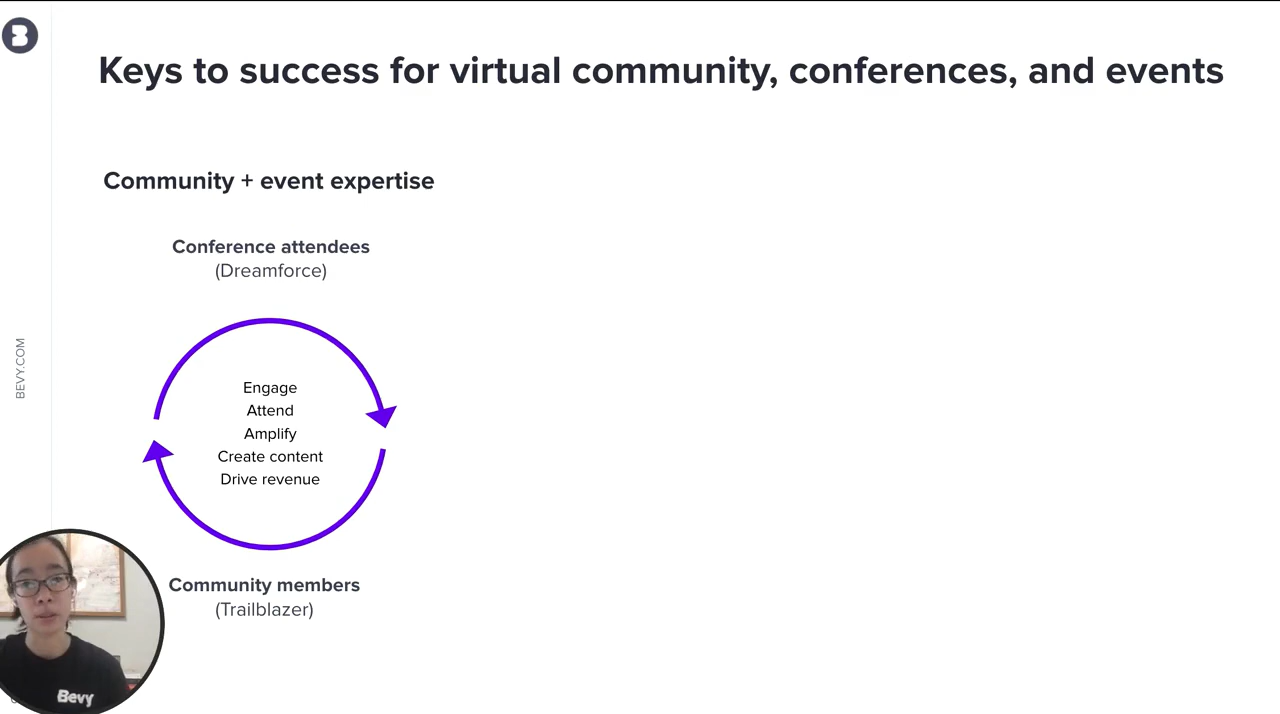 Keys to success for virtual community, conferences, and events
Community + event expertise
Conference attendees
(Dreamforce)
Engage
Attend
Amplify
Create content
Drive revenue
Community members
(Trailblazer)
BEVY.COM
B
Bevy